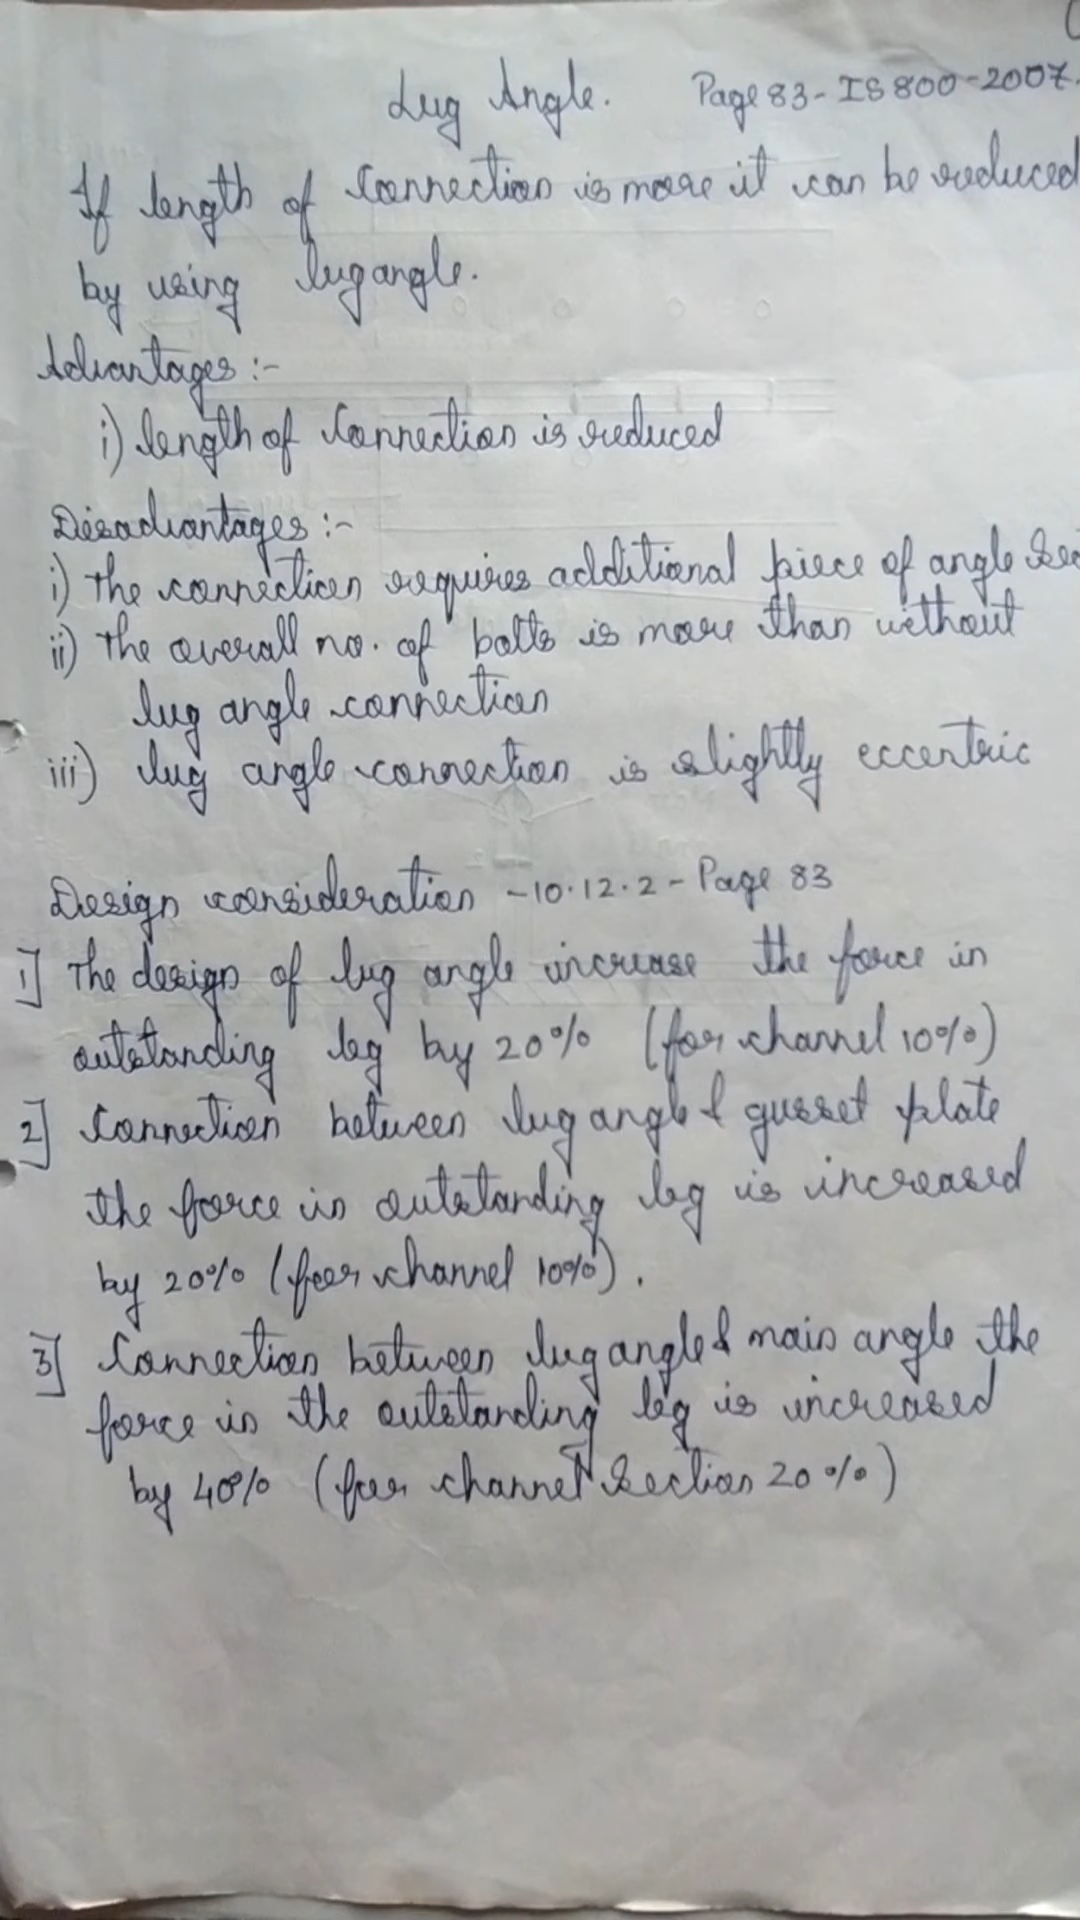 Lug Angle. Page 83 - IS 800-2007.
If length of connection is more it can be reduced
by using lug angle.
Advantages :-
i) length of connection is reduced
Disadvantages :-
i) The connection requires additional piece of angle
ii) The overall no. of bolts is more than without
lug angle connection
iii) lug angle connection is slightly eccentric
Design consideration - 10.12.2 - Page 83
1] The design of lug angle increase the force in
outstanding leg by 20% (for channel 10%)
2] Connection between lug angle & gusset plate
the force in outstanding leg is increased
by 20% (for channel 10%).
3] Connection between lug angle & main angle the
force in the outstanding leg is increased
by 40% (for channel section 20%)